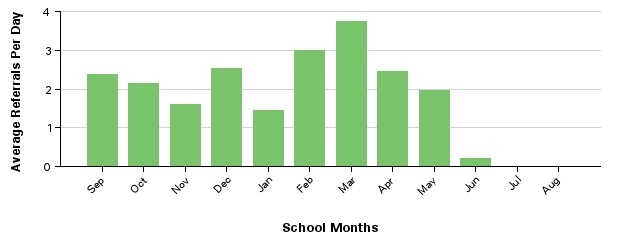 Average Referrals Per Day
4
3
2
1
0
Sep
Oct
Nov
Dec
Jan
Feb
Mar
Apr
May
Jun
Jul
Aug
School Months